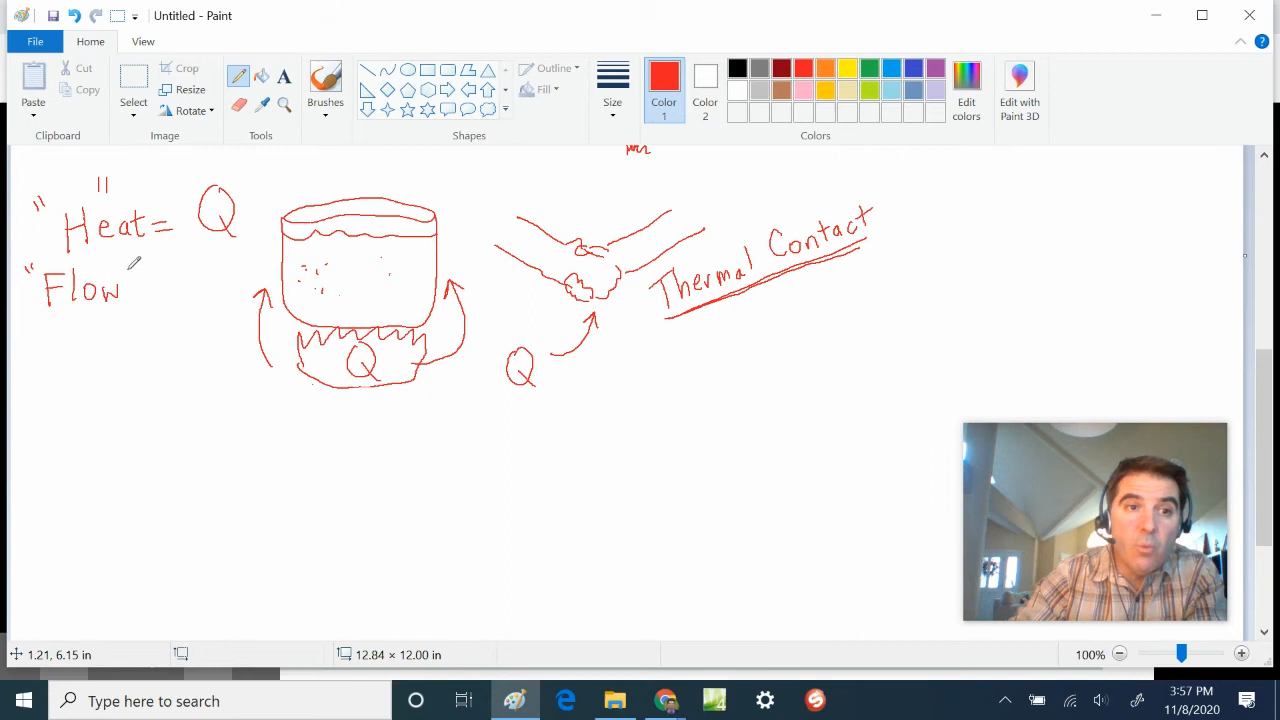 Untitled - Paint
File
Home
View
Paste
Cut
Copy
Clipboard
Select
Crop
Resize
Rotate
Image
A
Tools
Brushes
Shapes
Outline
Fill
Size
Color
1
Color
2
Colors
Edit
colors
Edit with
Paint 3D
"Heat" = Q
"Flow
Q
Q
Thermal Contact
1.21, 6.15 in
12.84 × 12.00 in
100%
Type here to search
4
3:57 PM
11/8/2020